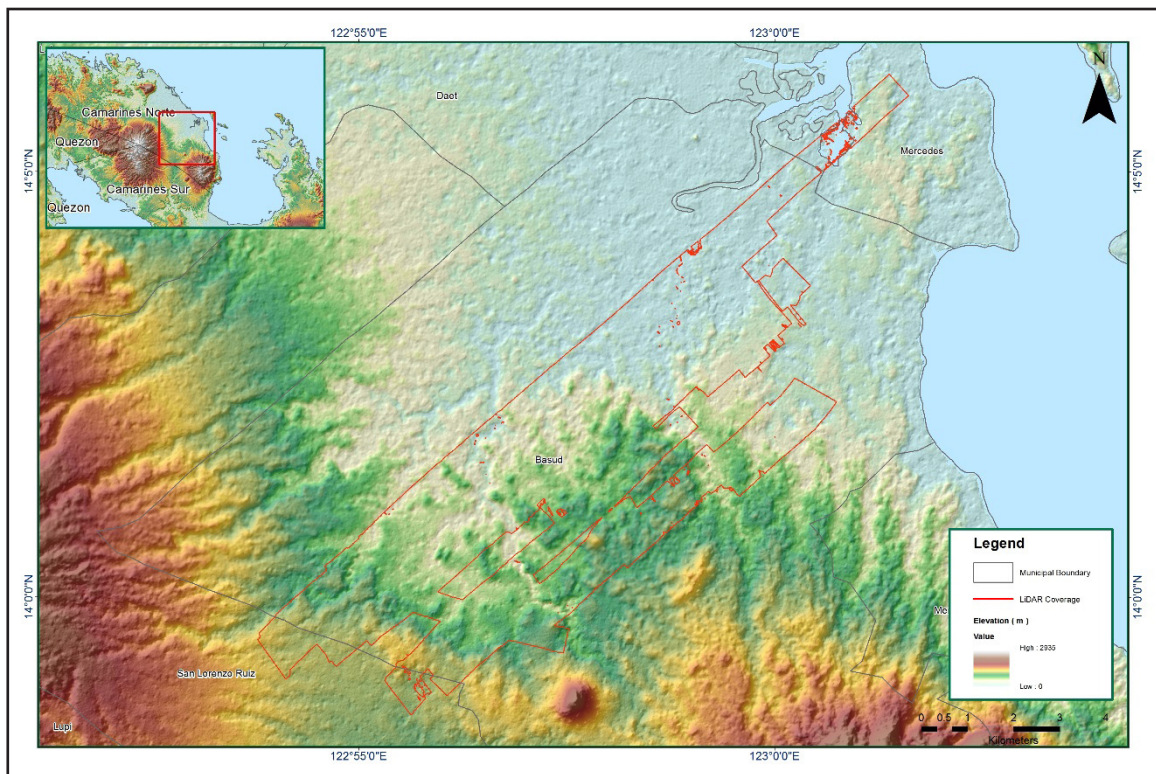 122°55'0"E
123°0'0"E
N
Camarines Norte
Quezon
Camarines Sur
Quezon
Daet
Mercedes
14°5'0"N
14°5'0"N
Basud
14°0'0"N
14°0'0"N
San Lorenzo Ruiz
Lupi
Me
Legend
Municipal Boundary
LiDAR Coverage
Elevation ( m )
Value
High : 2935
Low : 0
0 0.5 1 2 3 4
Kilometers
122°55'0"E
123°0'0"E